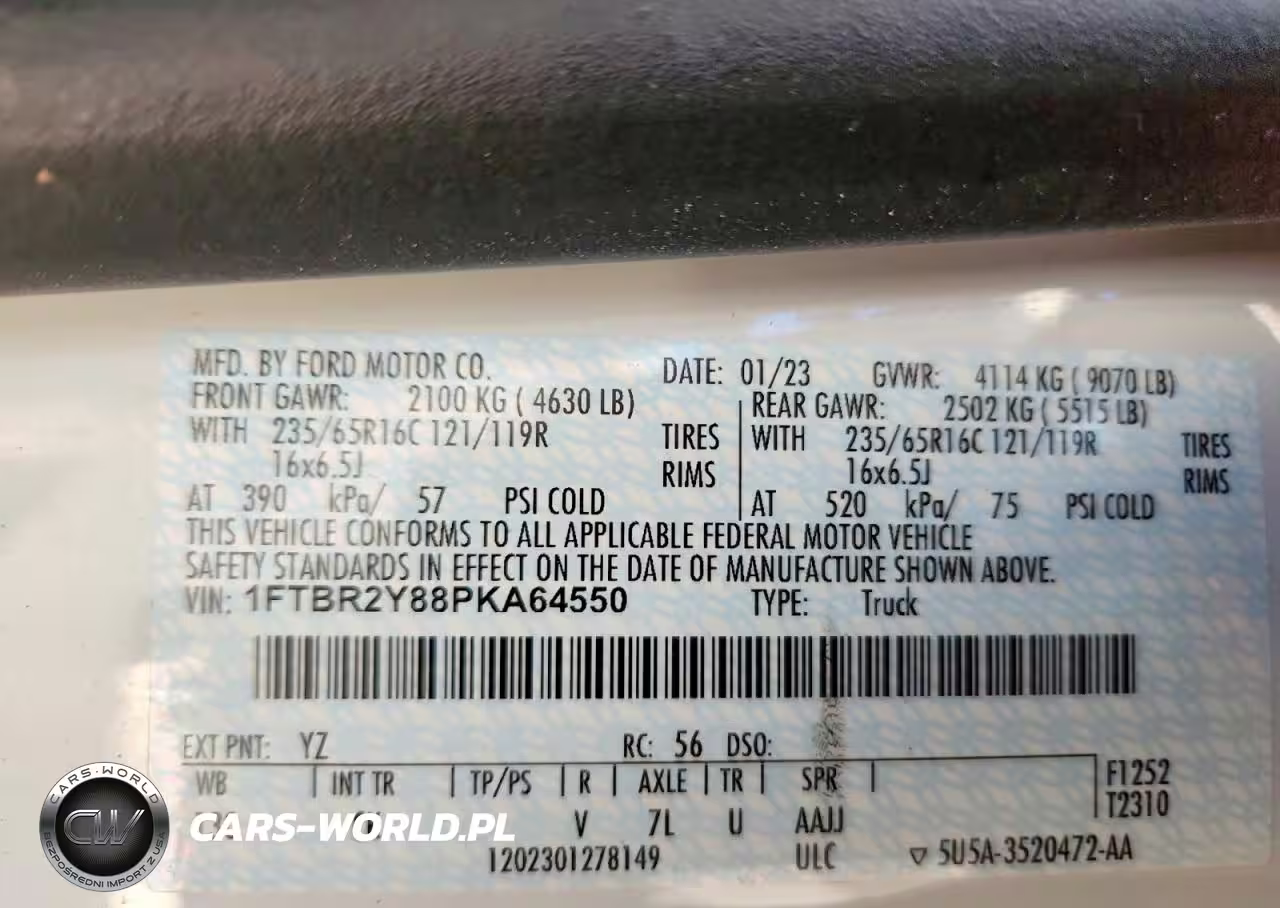 MFD. BY FORD MOTOR CO. DATE: 01/23 GVWR: 4114 KG ( 9070 LB)
FRONT GAWR: 2100 KG ( 4630 LB) REAR GAWR: 2502 KG ( 5515 LB)
WITH 235/65R16C 121/119R TIRES WITH 235/65R16C 121/119R TIRES
16x6.5J RIMS 16x6.5J RIMS
AT 390 kPa/ 57 PSI COLD AT 520 kPa/ 75 PSI COLD
THIS VEHICLE CONFORMS TO ALL APPLICABLE FEDERAL MOTOR VEHICLE
SAFETY STANDARDS IN EFFECT ON THE DATE OF MANUFACTURE SHOWN ABOVE.
VIN: 1FTBR2Y88PKA64550 TYPE: Truck
EXT PNT: YZ RC: 56 DSO:
WB INT TR TP/PS R AXLE TR SPR F1252
T2310
V 7L U AAJJ
1202301278149 ULC ▽ 5U5A-3520472-AA
CARS-WORLD
CW
BEZPOŚREDNI IMPORT Z USA
CARS-WORLD.PL